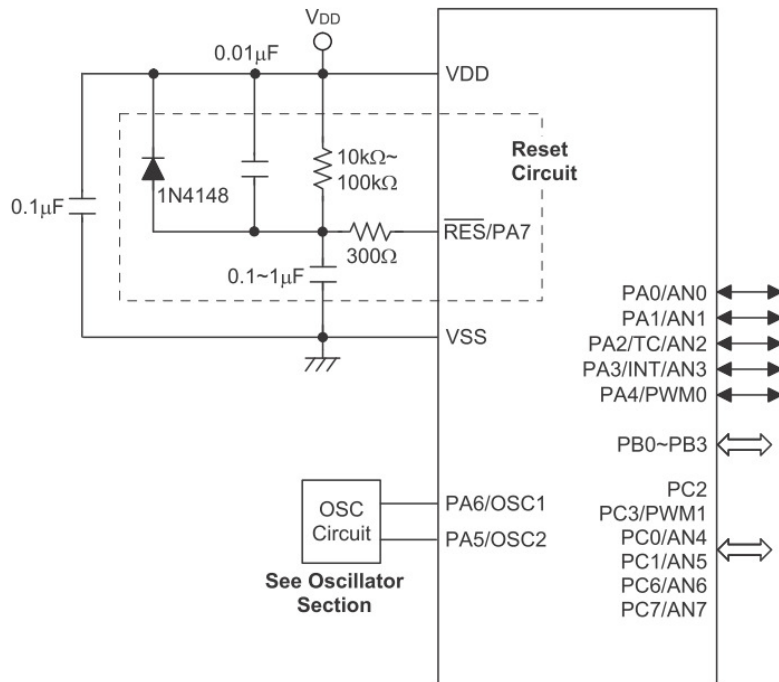 VDD
0.01μF
VDD
Reset
Circuit
10kΩ~
100kΩ
1N4148
0.1μF
RES/PA7
300Ω
0.1~1μF
VSS
PA0/AN0
PA1/AN1
PA2/TC/AN2
PA3/INT/AN3
PA4/PWM0
PB0~PB3
PC2
PC3/PWM1
PC0/AN4
PC1/AN5
PC6/AN6
PC7/AN7
OSC
Circuit
PA6/OSC1
PA5/OSC2
See Oscillator
Section